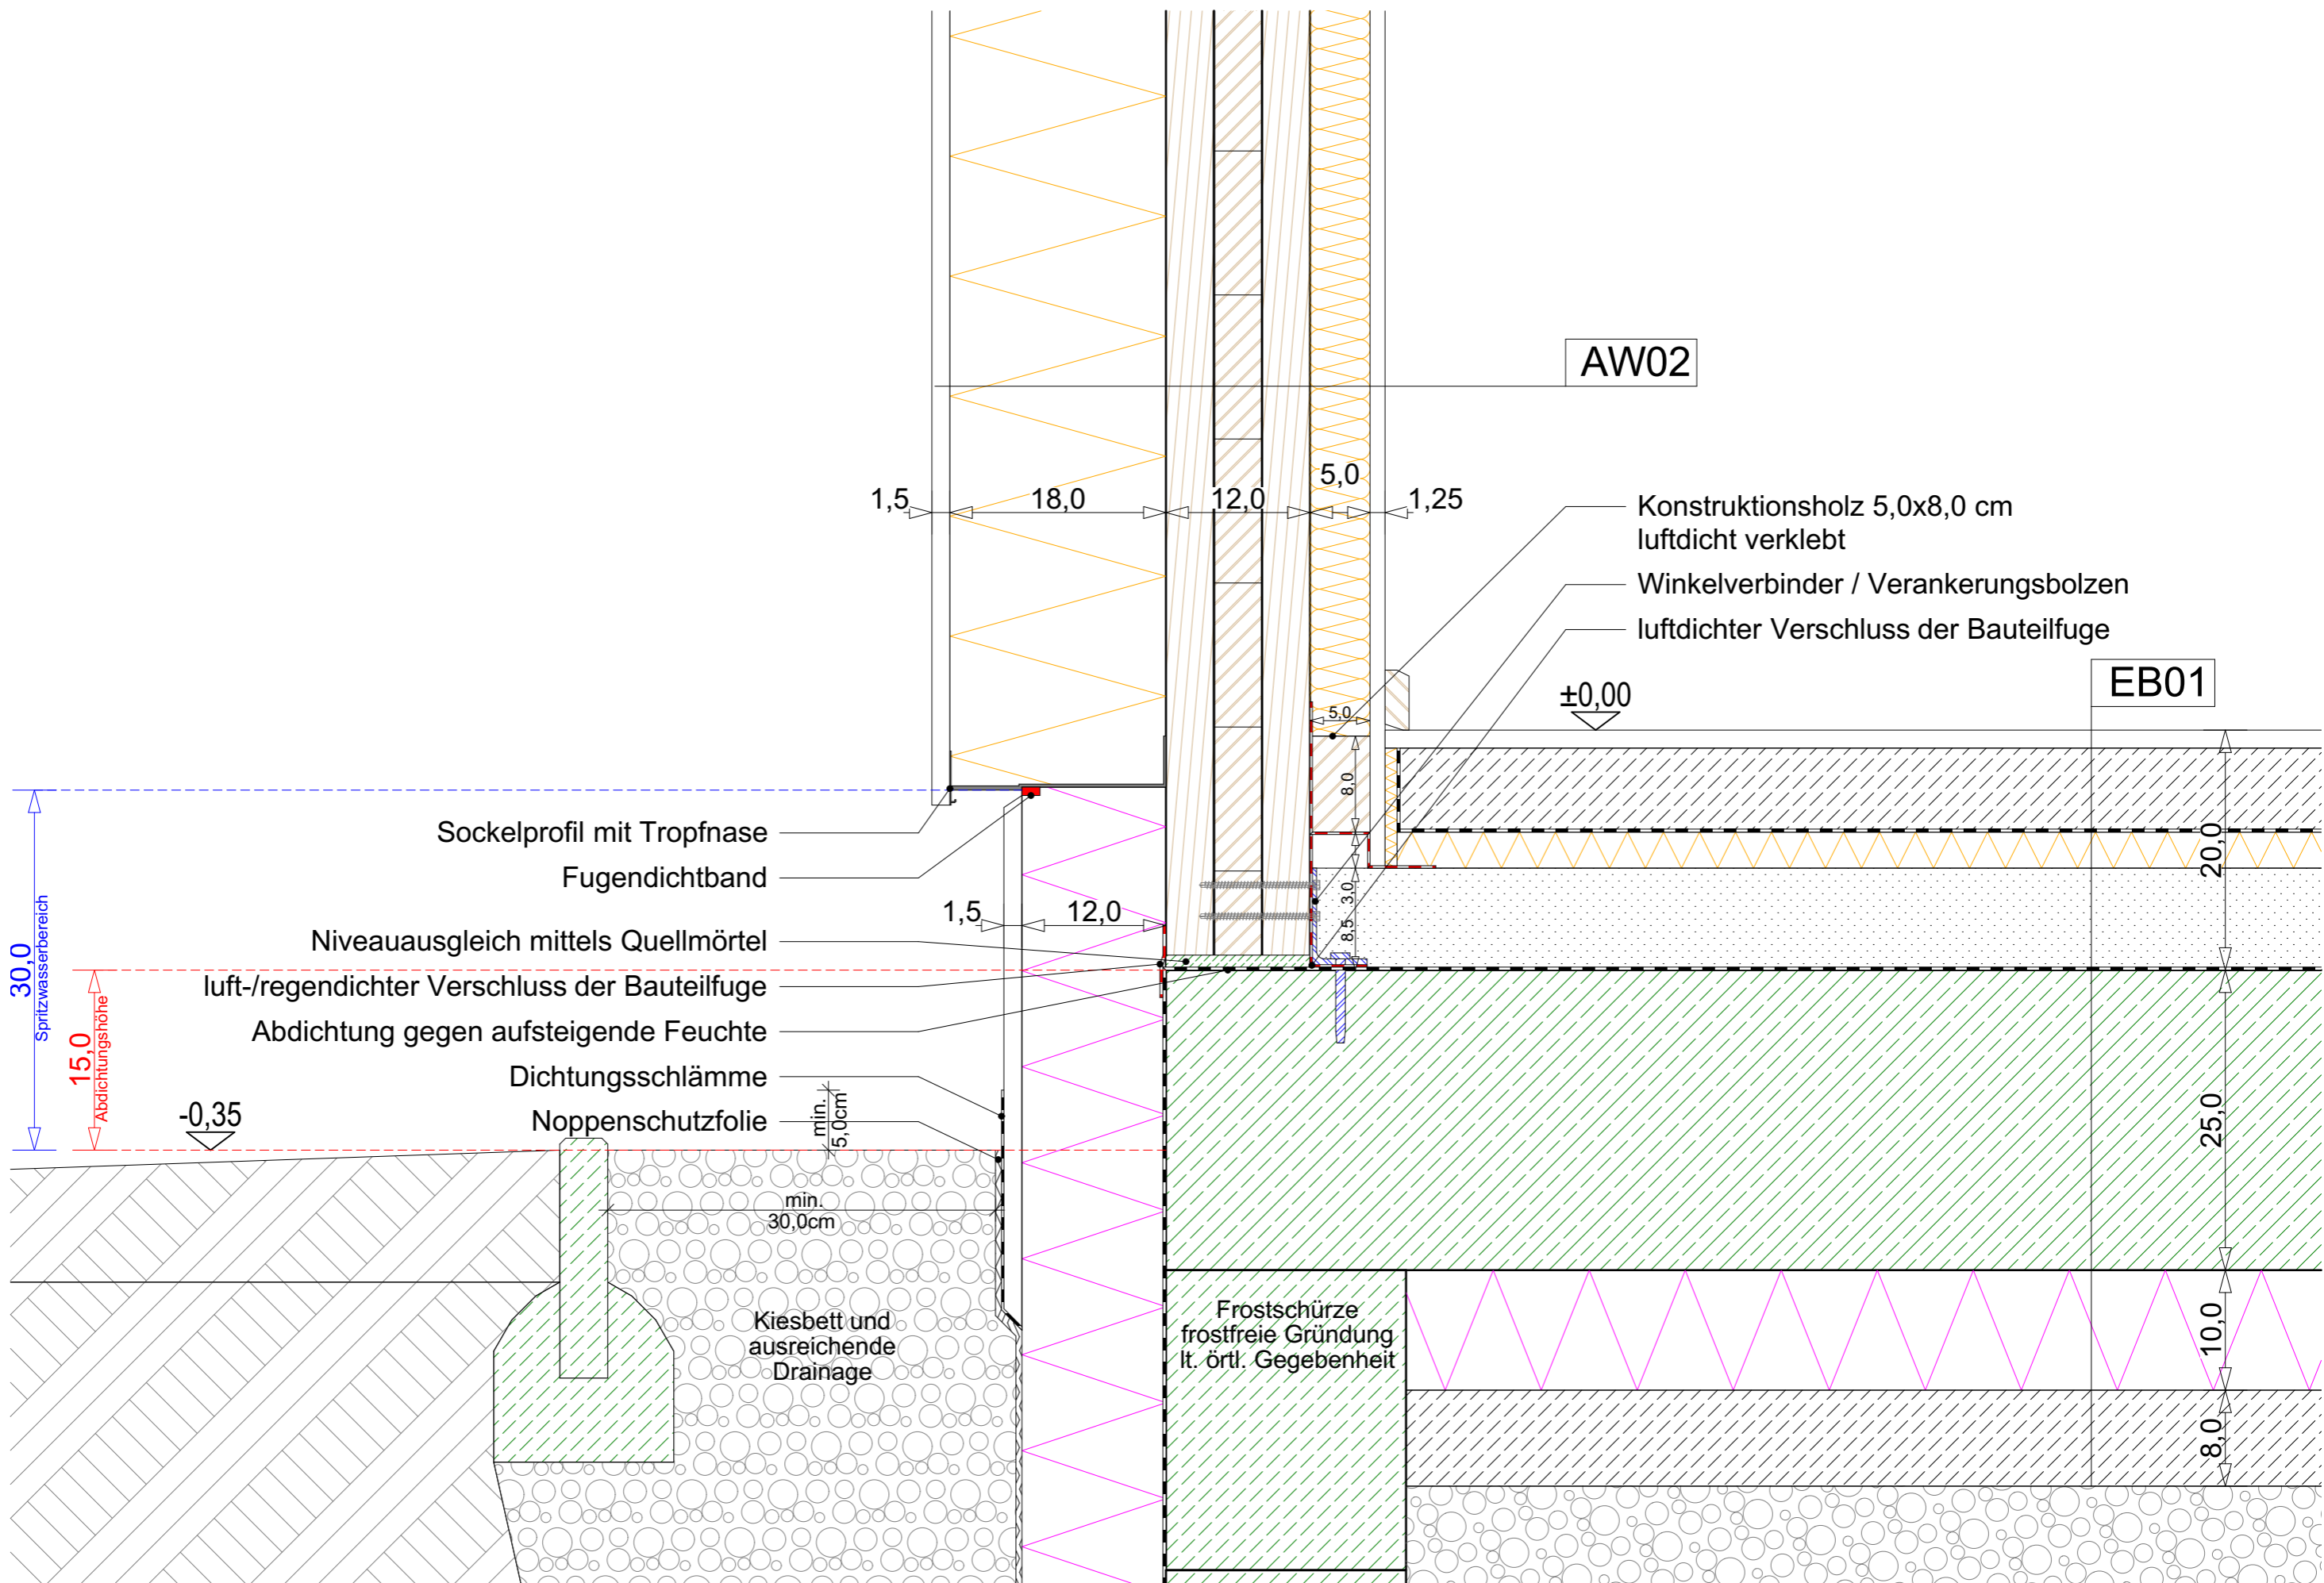 AW02
1,5
18,0
12,0
5,0
1,25
Konstruktionsholz 5,0x8,0 cm
luftdicht verklebt
Winkelverbinder / Verankerungsbolzen
luftdichter Verschluss der Bauteilfuge
EB01
±0,00
5,0
8,0
3,0
8,5
20,0
25,0
10,0
8,0
Sockelprofil mit Tropfnase
Fugendichtband
1,5
12,0
Niveauausgleich mittels Quellmörtel
luft-/regendichter Verschluss der Bauteilfuge
Abdichtung gegen aufsteigende Feuchte
Dichtungsschlämme
Noppenschutzfolie
30,0
Spritzwasserbereich
15,0
Abdichtungshöhe
-0,35
min.
5,0cm
min.
30,0cm
Kiesbett und
ausreichende
Drainage
Frostschürze
frostfreie Gründung
lt. örtl. Gegebenheit